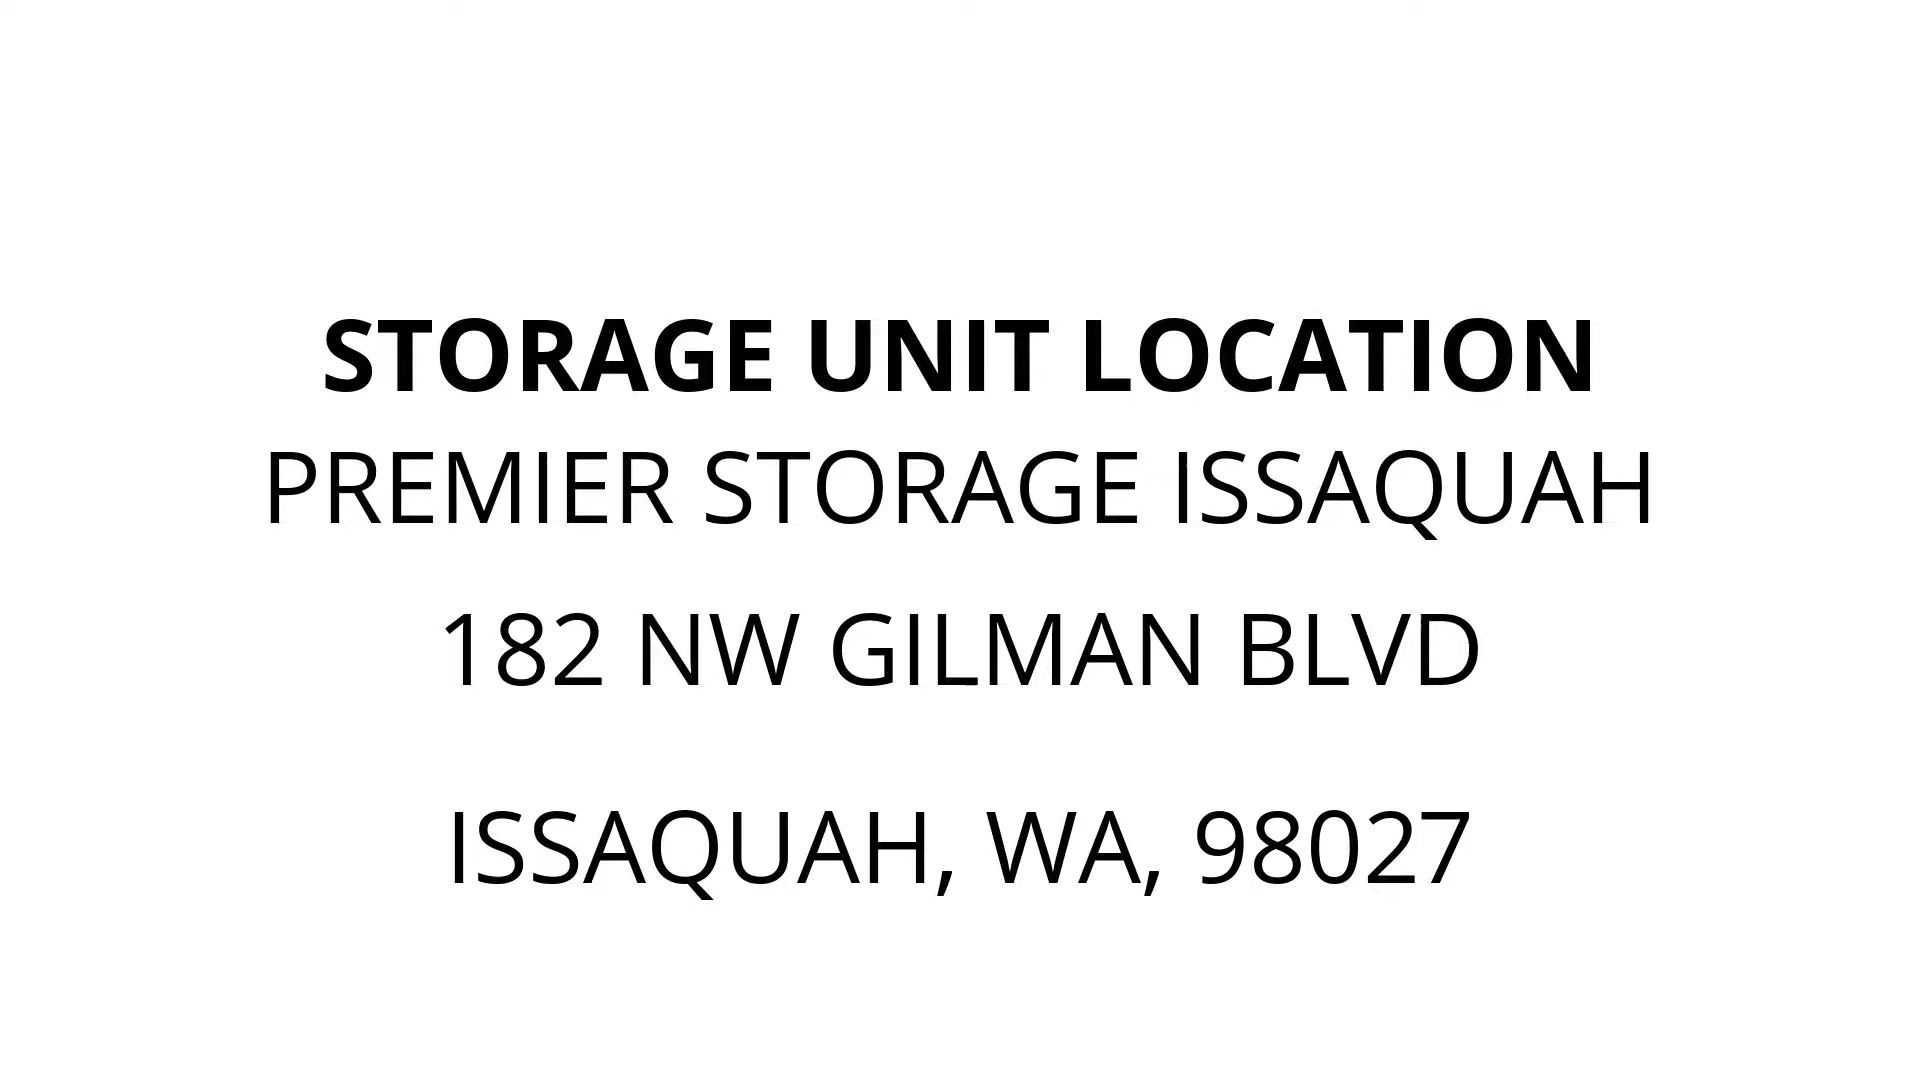 STORAGE UNIT LOCATION
PREMIER STORAGE ISSAQUAH
182 NW GILMAN BLVD
ISSAQUAH, WA, 98027